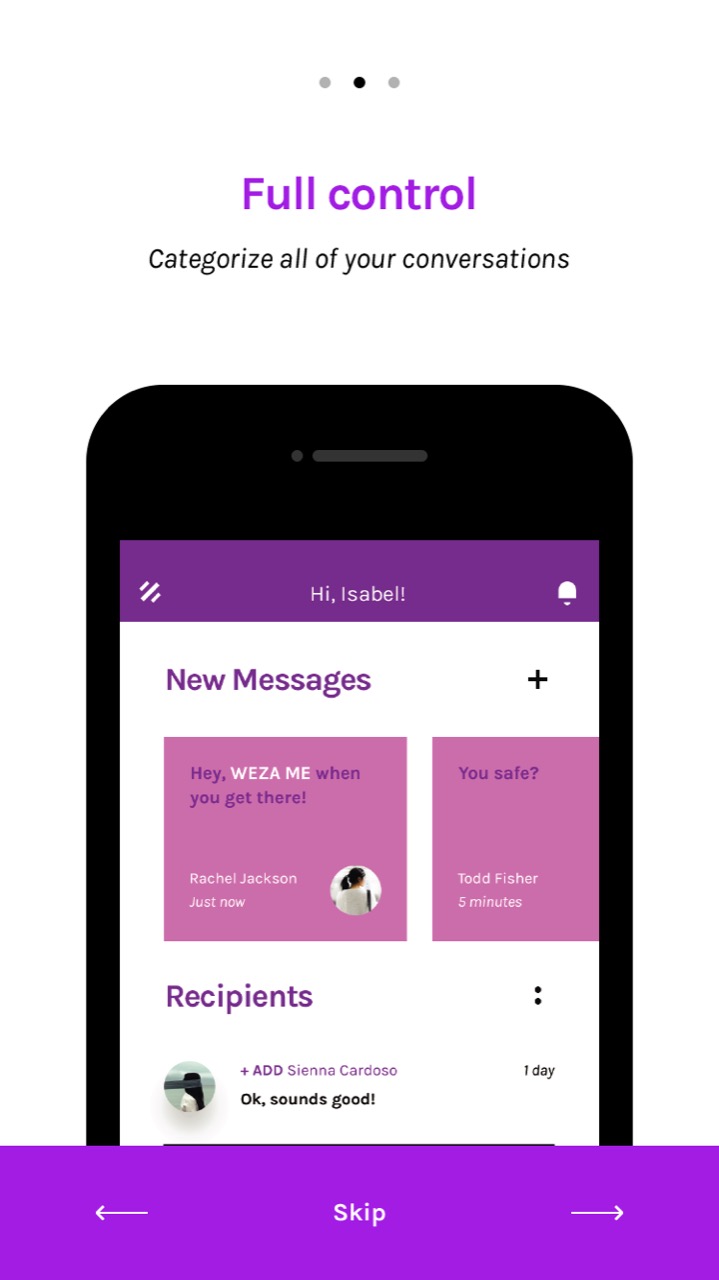 Full control
Categorize all of your conversations
Hi, Isabel!
New Messages
Hey, WEZA ME when
you get there!
Rachel Jackson
Just now
You safe?
Todd Fisher
5 minutes
Recipients
+ ADD Sienna Cardoso
1 day
Ok, sounds good!
Skip